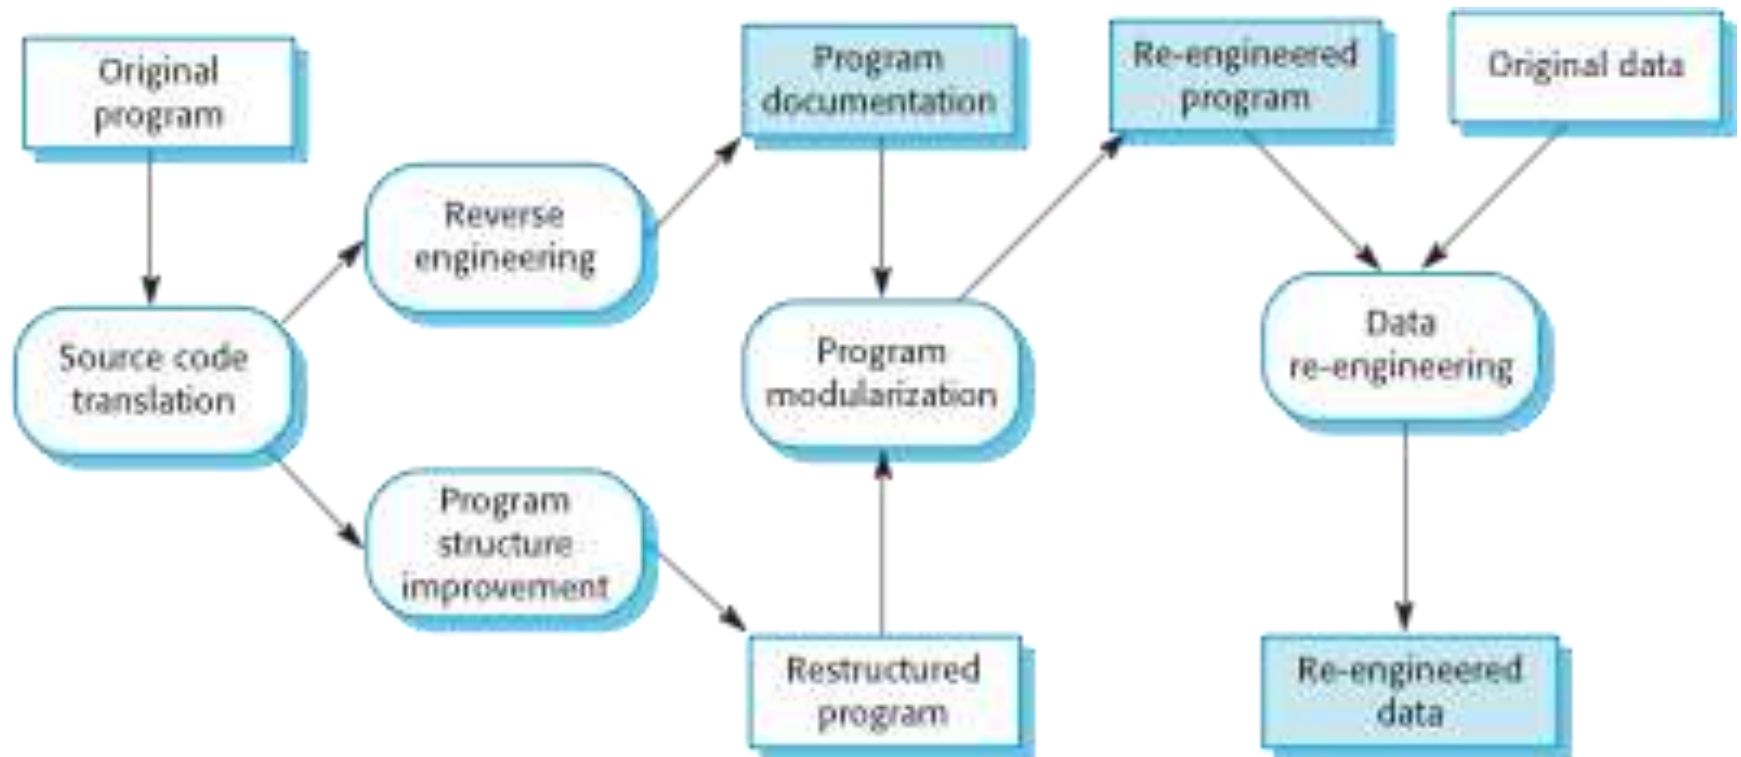 Original
program
Program
documentation
Re-engineered
program
Original data
Reverse
engineering
Source code
translation
Program
modularization
Data
re-engineering
Program
structure
improvement
Restructured
program
Re-engineered
data